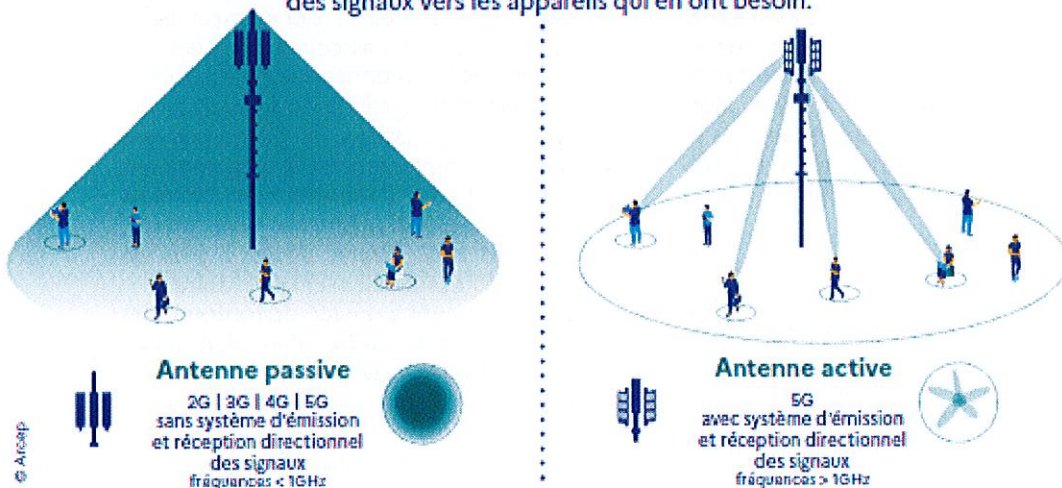 des signaux vers les appareils qui en ont besoin.
Antenne passive
2G | 3G | 4G | 5G
sans système d'émission
et réception directionnel
des signaux
fréquences < 1GHz
Antenne active
5G
avec système d'émission
et réception directionnel
des signaux
fréquences > 1GHz
© Arcep